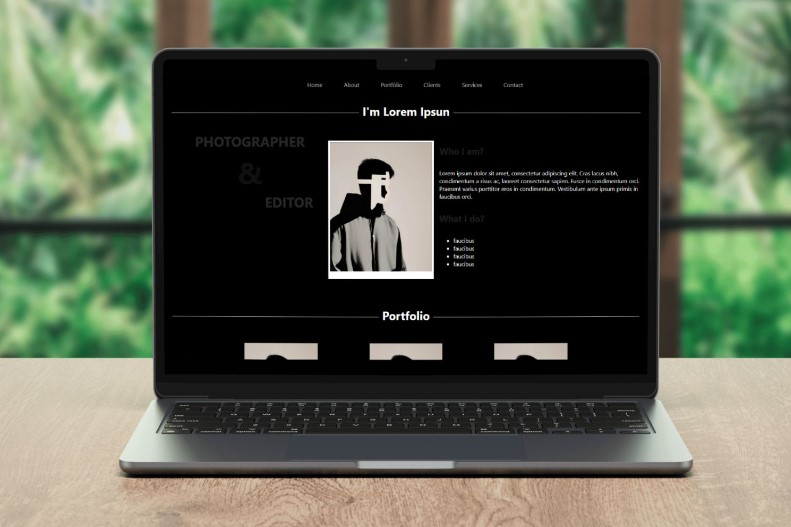 Home About Portfólio Clients Services Contact
I'm Lorem Ipsun
PHOTOGRAPHER
&
EDITOR
Who I am?
Lorem ipsum dolor sit amet, consectetur adipiscing elit. Cras lacus nibh,
condimentum a risus ac, laoreet consectetur sapien. Fusce in condimentum orci.
Praesent varius porttitor eros in condimentum. Vestibulum ante ipsum primis in
faucibus orci.
What I do?
faucibus
faucibus
faucibus
faucibus
Portfolio